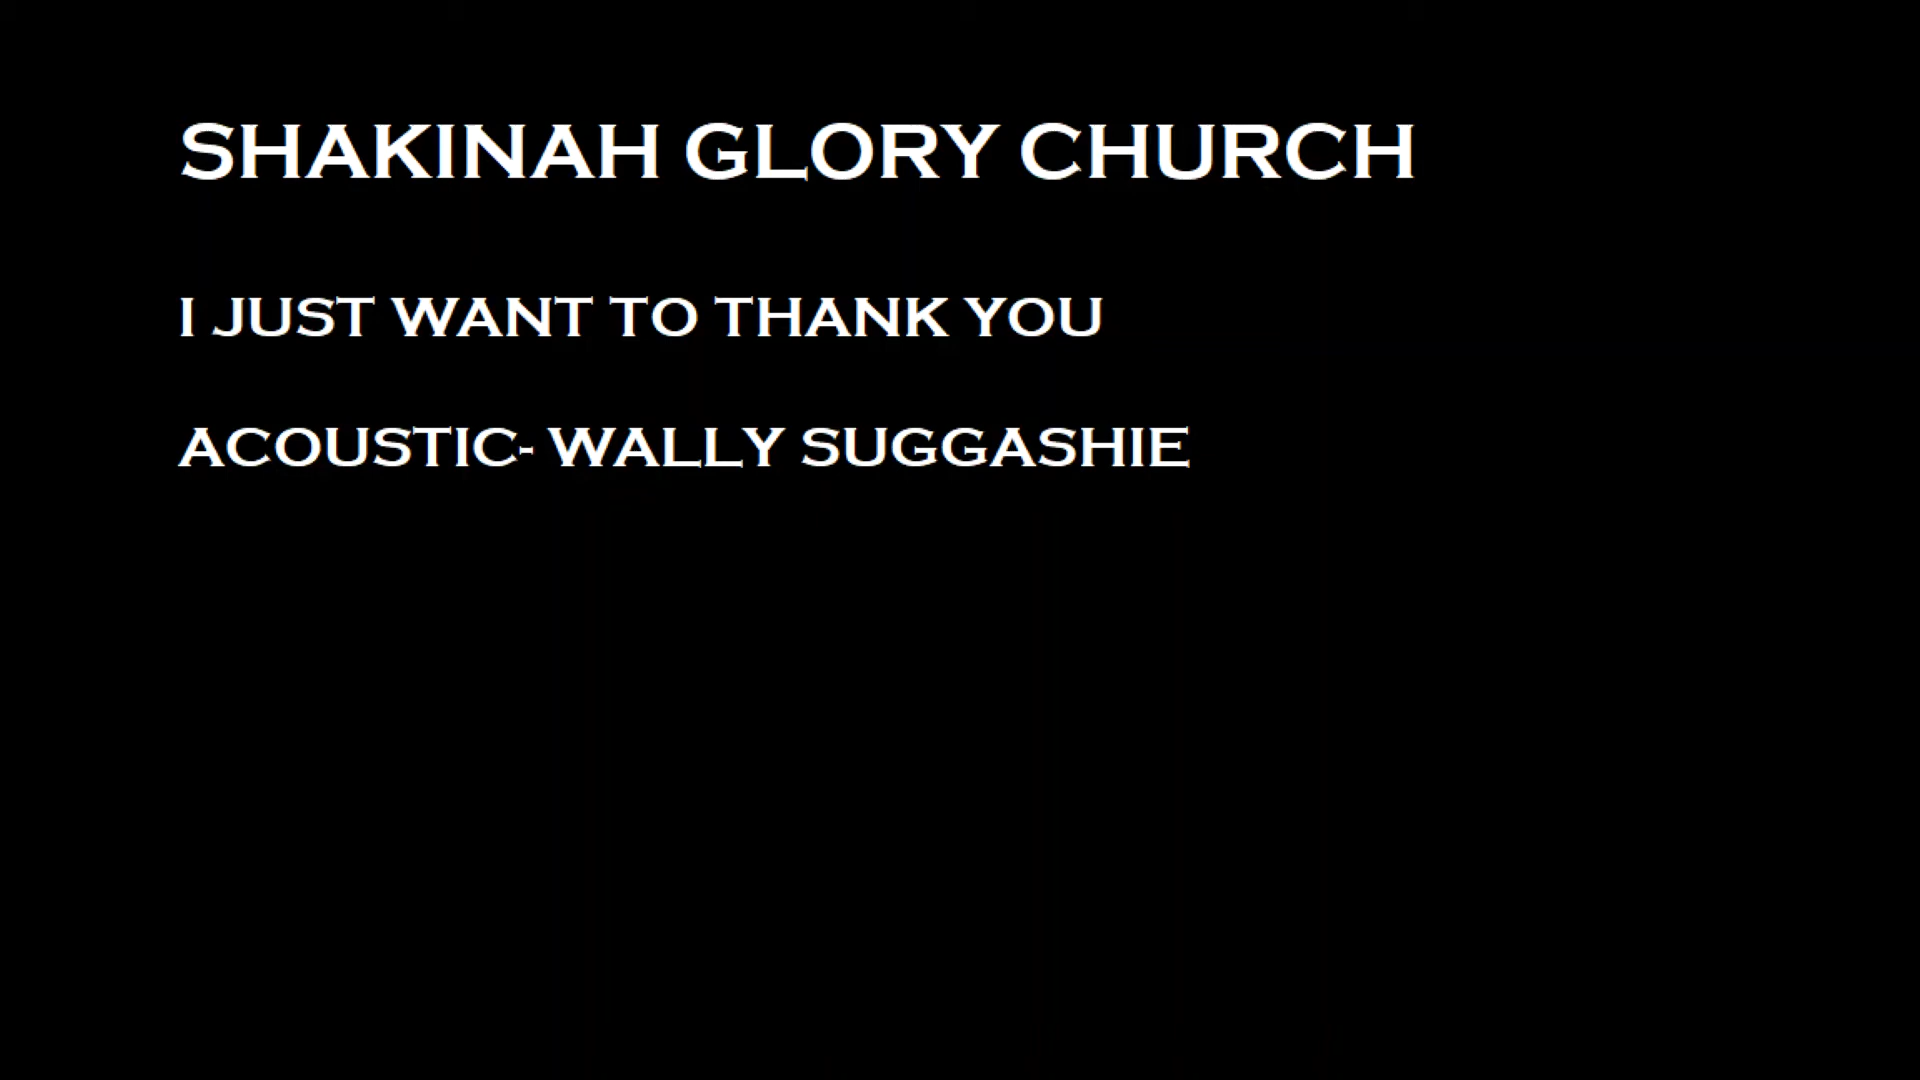 SHAKINAH GLORY CHURCH
I JUST WANT TO THANK YOU
ACOUSTIC- WALLY SUGGASHIE